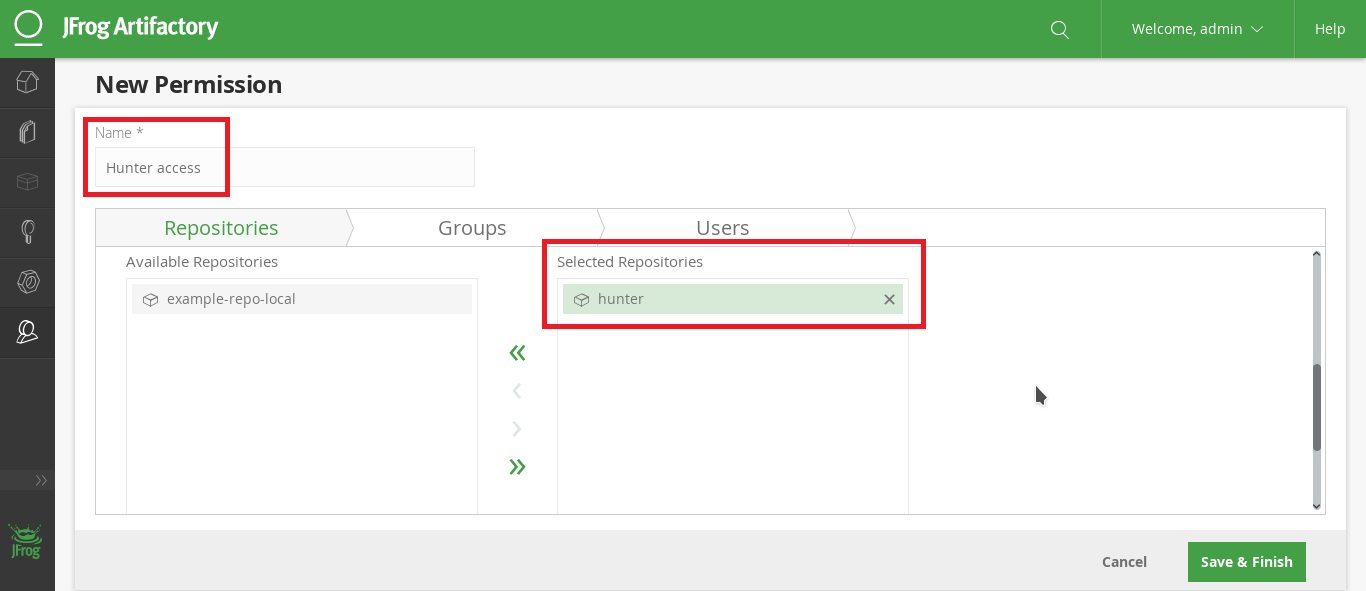 JFrog Artifactory
Welcome, admin
Help
New Permission
Name *
Hunter access
Repositories
Groups
Users
Available Repositories
Selected Repositories
example-repo-local
hunter
JFrog
Cancel
Save & Finish